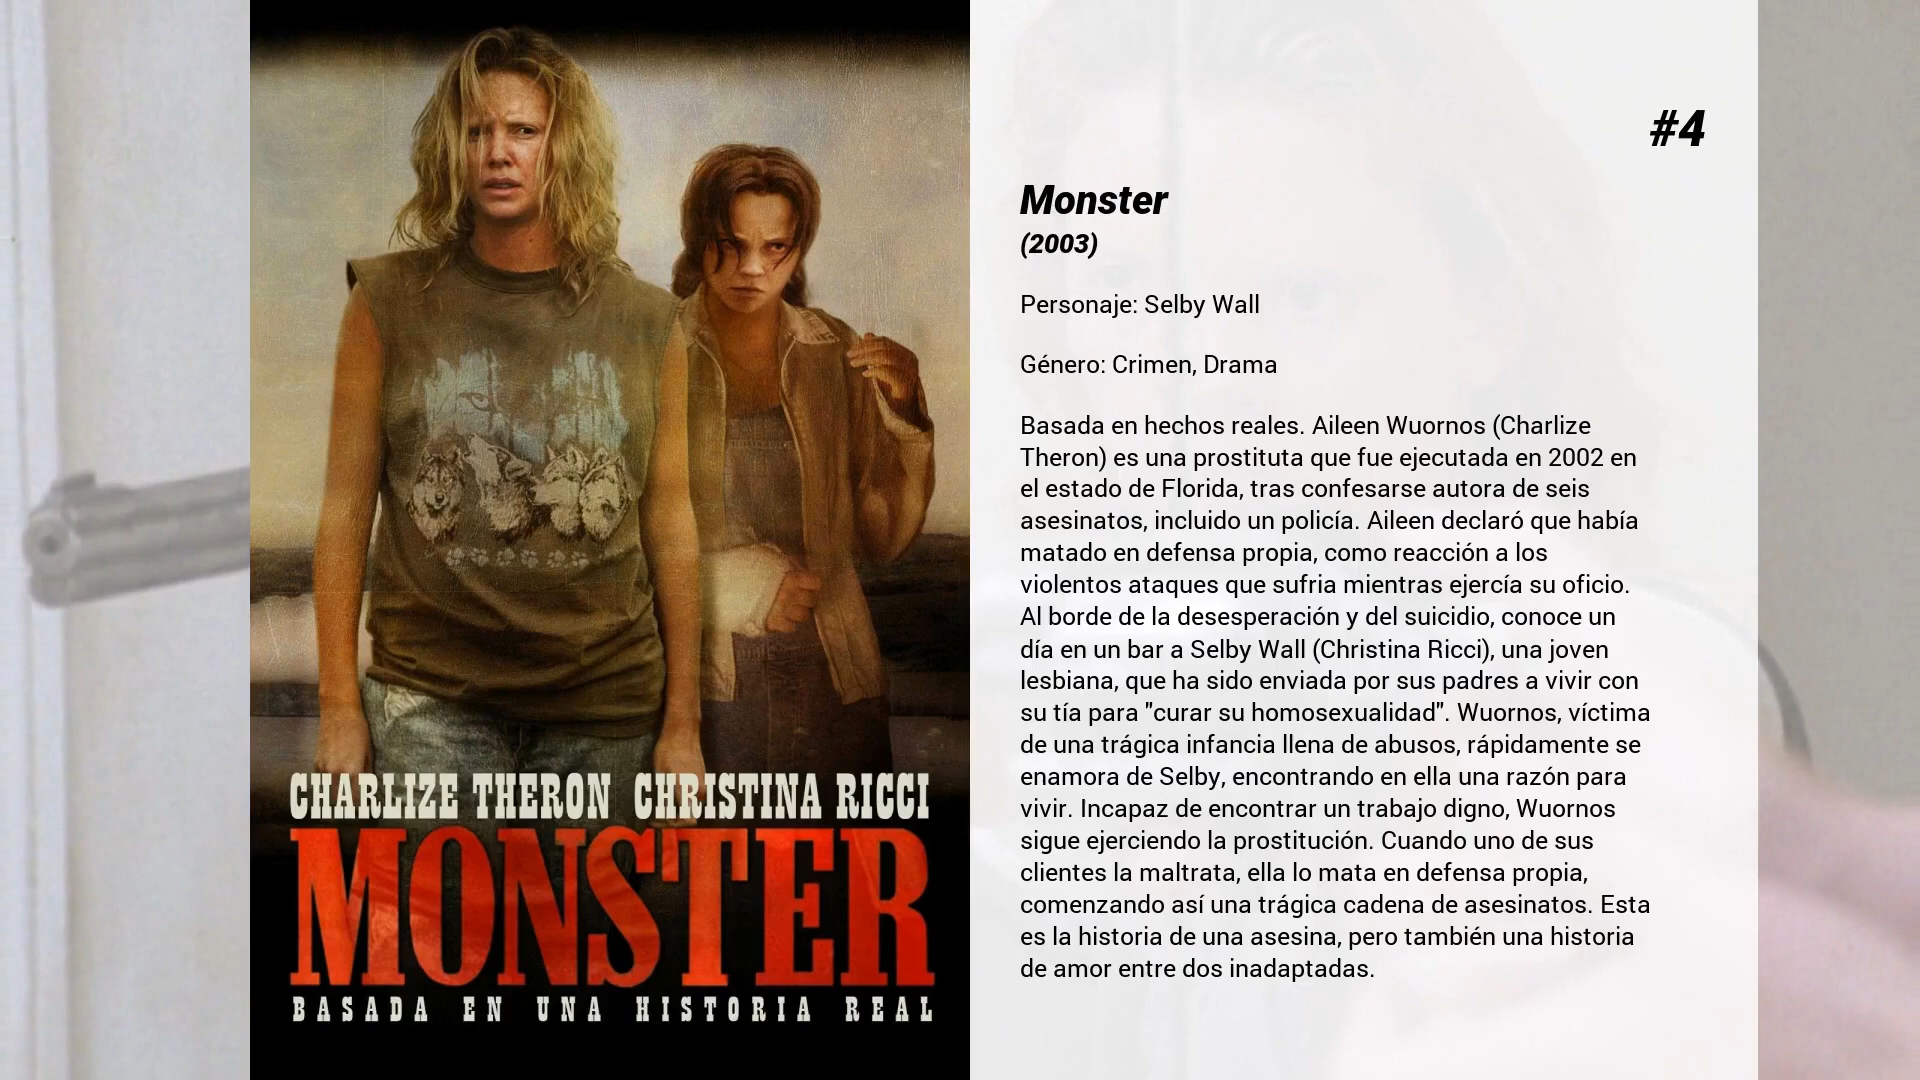 CHARLIZE THERON CHRISTINA RICCI
MONSTER
BASADA EN UNA HISTORIA REAL
#4
Monster
(2003)
Personaje: Selby Wall
Género: Crimen, Drama
Basada en hechos reales. Aileen Wuornos (Charlize
Theron) es una prostituta que fue ejecutada en 2002 en
el estado de Florida, tras confesarse autora de seis
asesinatos, incluido un policía. Aileen declaró que había
matado en defensa propia, como reacción a los
violentos ataques que sufria mientras ejercía su oficio.
Al borde de la desesperación y del suicidio, conoce un
día en un bar a Selby Wall (Christina Ricci), una joven
lesbiana, que ha sido enviada por sus padres a vivir con
su tía para "curar su homosexualidad". Wuornos, víctima
de una trágica infancia llena de abusos, rápidamente se
enamora de Selby, encontrando en ella una razón para
vivir. Incapaz de encontrar un trabajo digno, Wuornos
sigue ejerciendo la prostitución. Cuando uno de sus
clientes la maltrata, ella lo mata en defensa propia,
comenzando así una trágica cadena de asesinatos. Esta
es la historia de una asesina, pero también una historia
de amor entre dos inadaptadas.